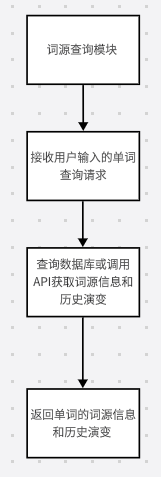 词源查询模块
接收用户输入的单词
查询请求
查询数据库或调用
API获取词源信息和
历史演变
返回单词的词源信息
和历史演变